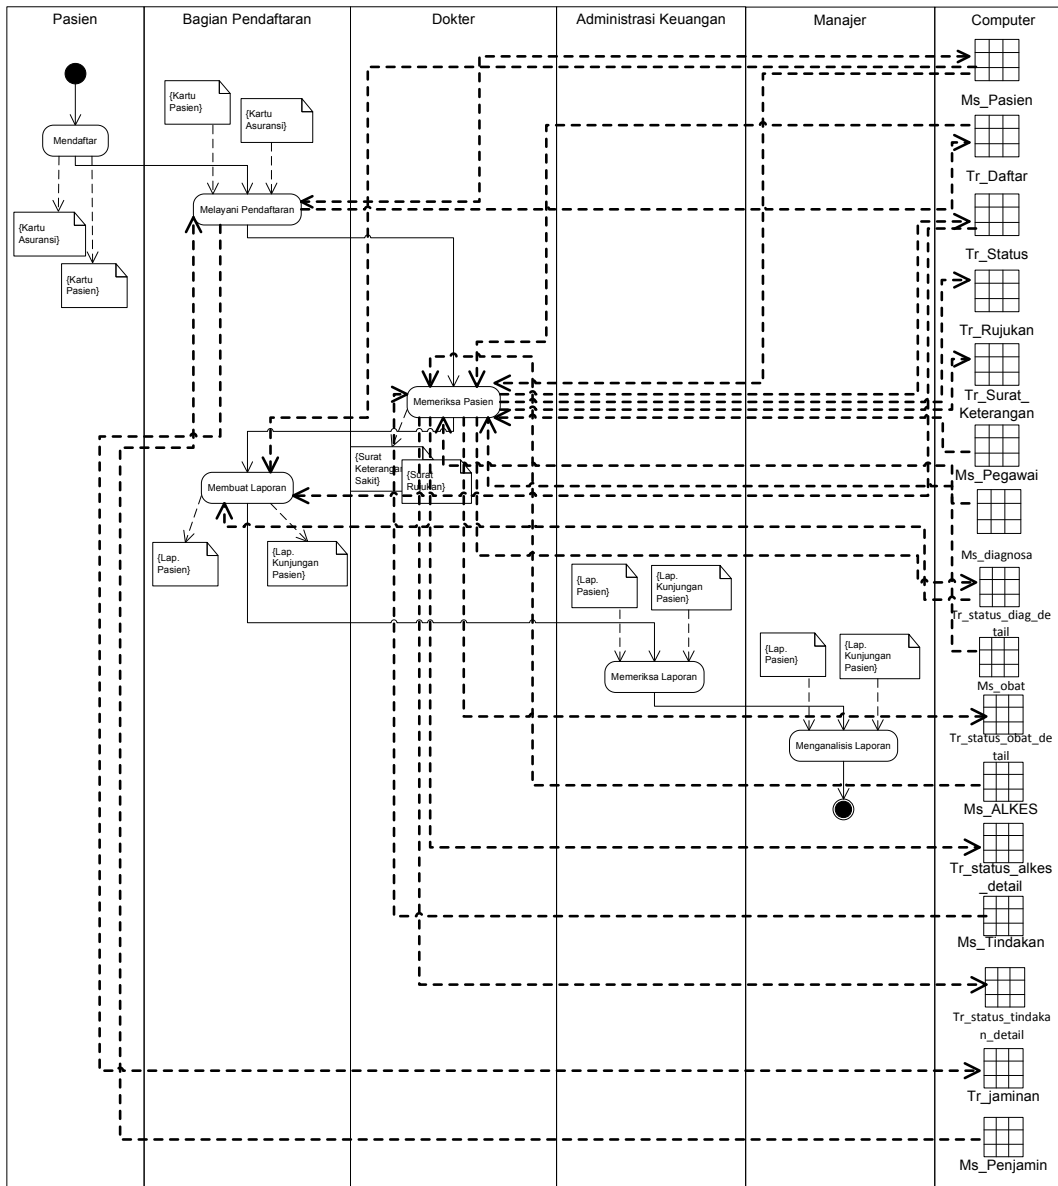 Pasien
Bagian Pendaftaran
Dokter
Administrasi Keuangan
Manajer
Computer
Mendaftar
{Kartu
Asuransi}
{Kartu
Pasien}
{Kartu
Pasien}
{Kartu
Asuransi}
Melayani Pendaftaran
Memeriksa Pasien
{Surat
Keterangan
Sakit}
{Surat
Rujukan}
Membuat Laporan
{Lap.
Pasien}
{Lap.
Kunjungan
Pasien}
{Lap.
Pasien}
{Lap.
Kunjungan
Pasien}
Memeriksa Laporan
{Lap.
Pasien}
{Lap.
Kunjungan
Pasien}
Menganalisis Laporan
Ms_Pasien
Tr_Daftar
Tr_Status
Tr_Rujukan
Tr_Surat_
Keterangan
Ms_Pegawai
Ms_diagnosa
Tr_status_diag_de
tail
Ms_obat
Tr_status_obat_de
tail
Ms_ALKES
Tr_status_alkes
_detail
Ms_Tindakan
Tr_status_tindaka
n_detail
Tr_jaminan
Ms_Penjamin